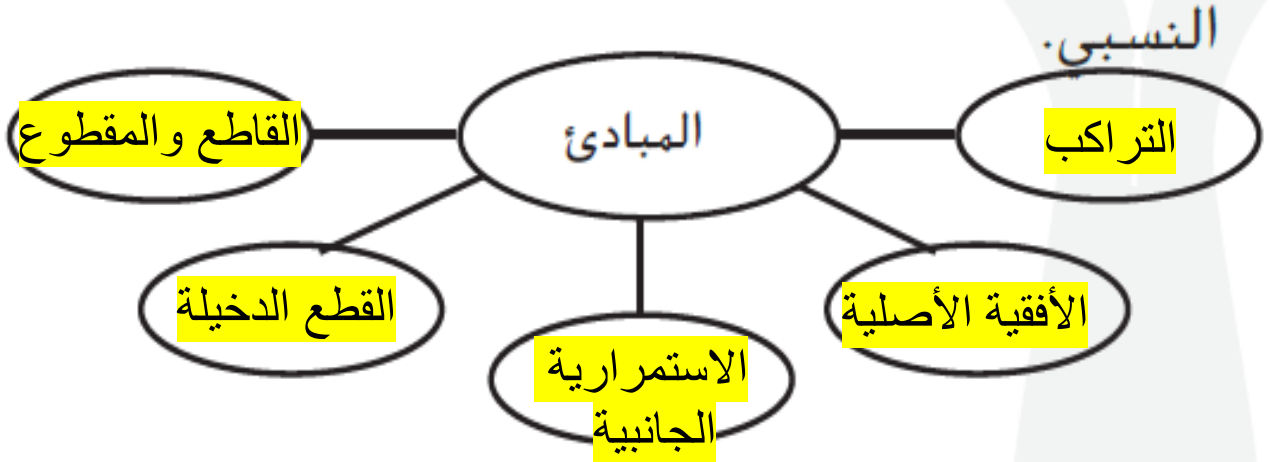 النسبي.
المبادئ
التراكب
القاطع والمقطوع
الأفقية الأصلية
القطع الدخيلة
الاستمرارية
الجانبية